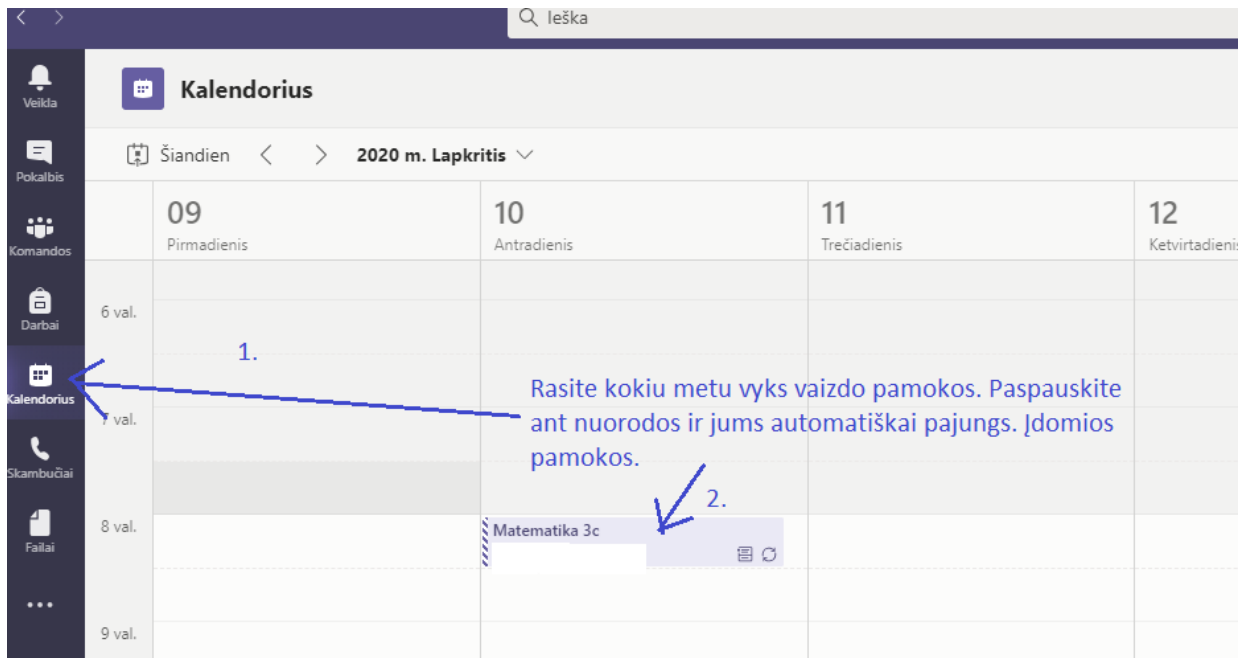 Ieška
Veikla
Pokalbis
Komandos
Darbai
Kalendorius
Skambučiai
Failai
Kalendorius
Šiandien
2020 m. Lapkritis
09
Pirmadienis
10
Antradienis
11
Trečiadienis
12
Ketvirtadienis
6 val.
7 val.
8 val.
9 val.
1.
Rasite kokiu metu vyks vaizdo pamokos. Paspauskite
ant nuorodos ir jums automatiškai pajungs. Įdomios
pamokos.
2.
Matematika 3c